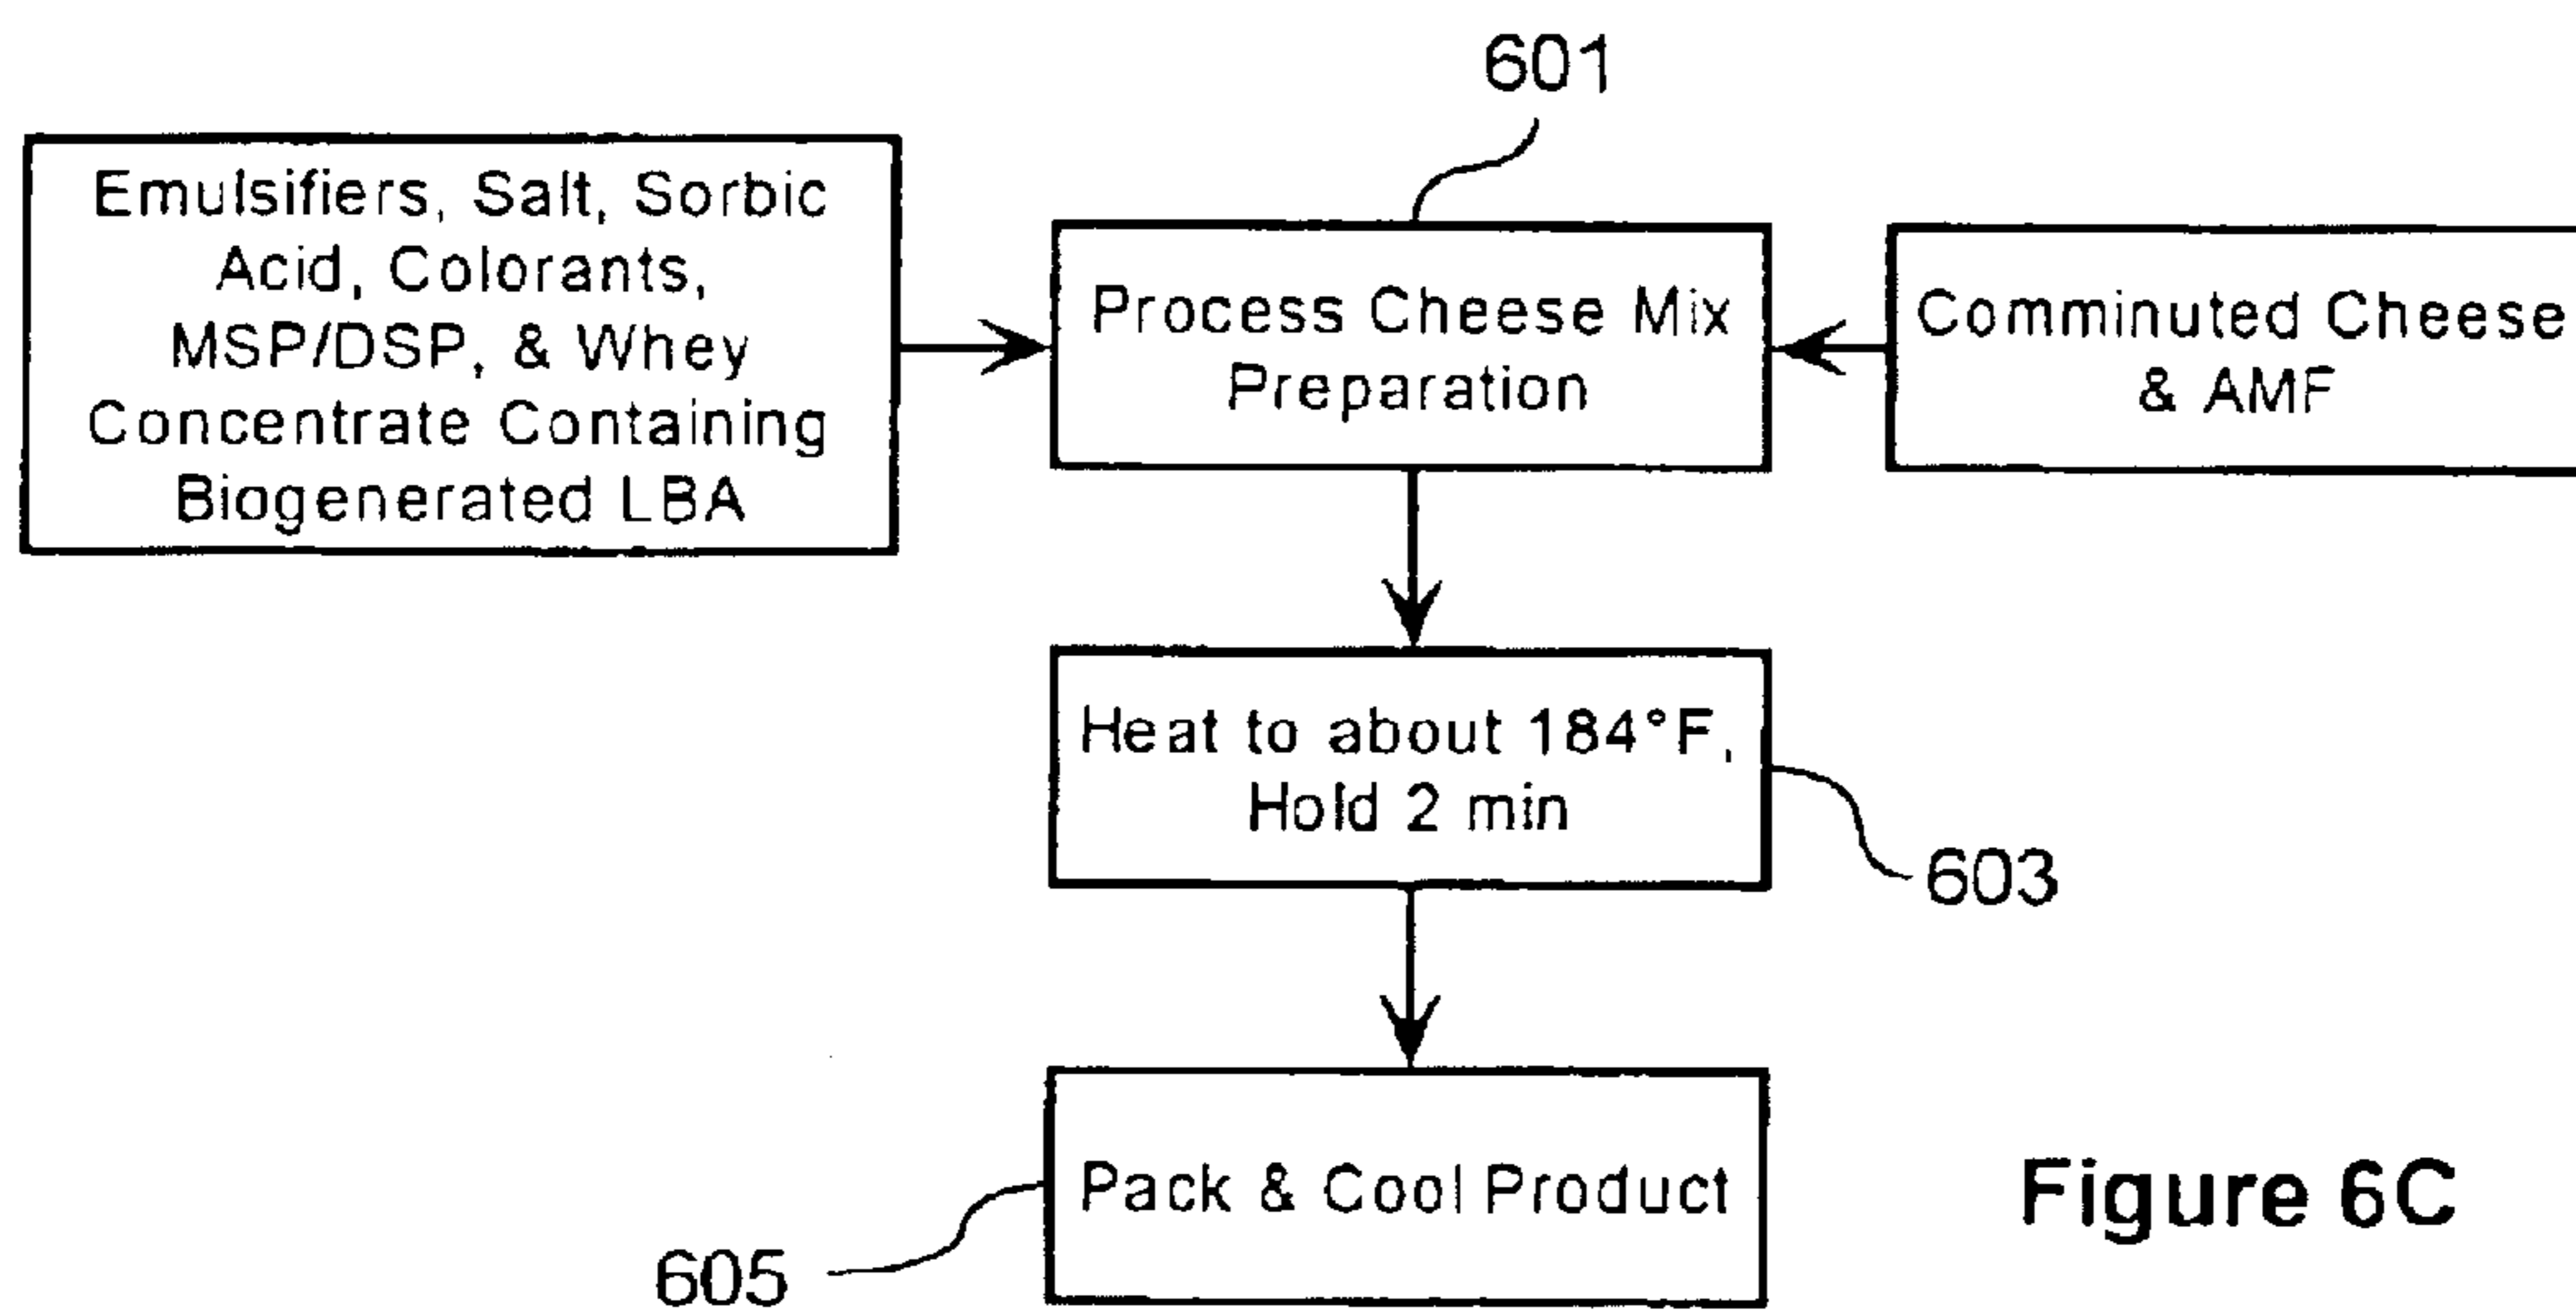 601
Emulsifiers, Salt, Sorbic
Acid, Colorants,
MSP/DSP, & Whey
Concentrate Containing
Biogenerated LBA
Process Cheese Mix
Preparation
Comminuted Cheese
& AMF
Heat to about 184°F,
Hold 2 min
603
Pack & Cool Product
605
Figure 6C